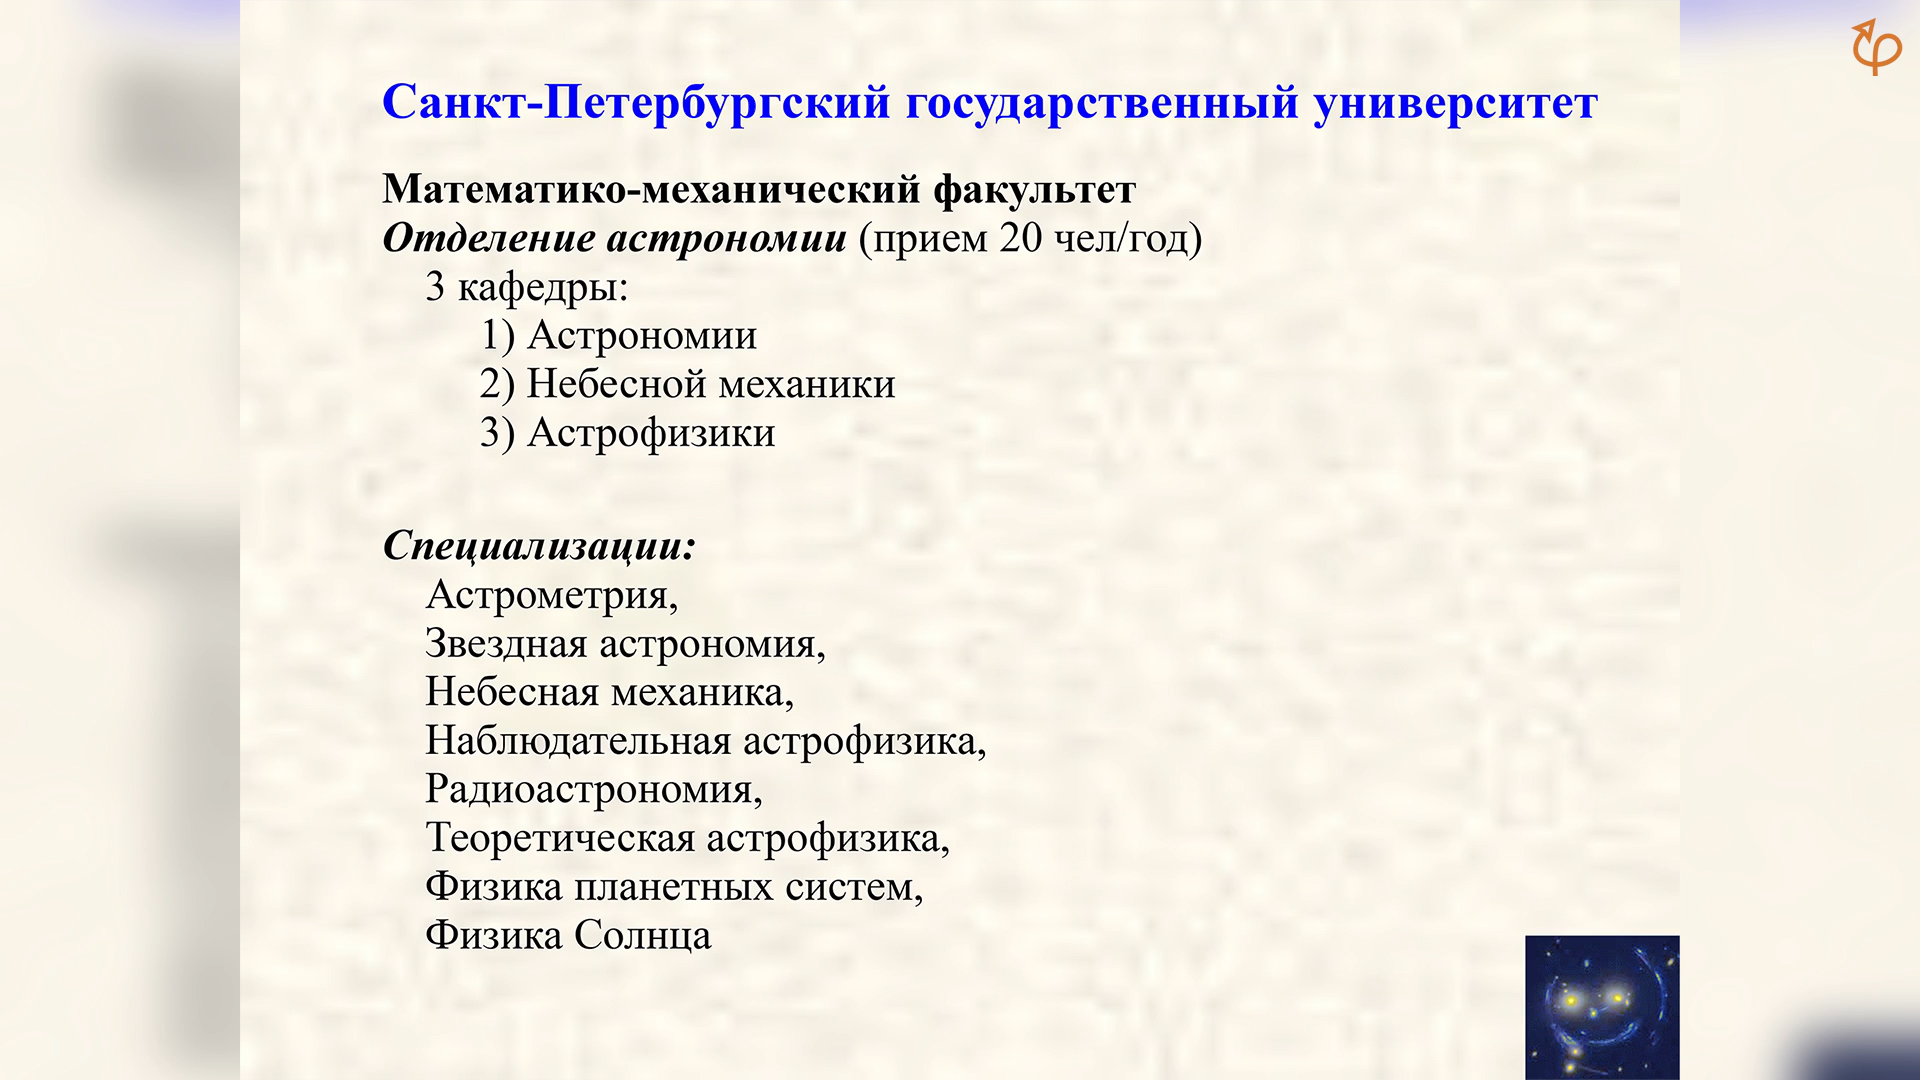 Санкт-Петербургский государственный университет
Математико-механический факультет
Отделение астрономии (прием 20 чел/год)
3 кафедры:
1) Астрономии
2) Небесной механики
3) Астрофизики
Специализации:
Астрометрия,
Звездная астрономия,
Небесная механика,
Наблюдательная астрофизика,
Радиоастрономия,
Теоретическая астрофизика,
Физика планетных систем,
Физика Солнца